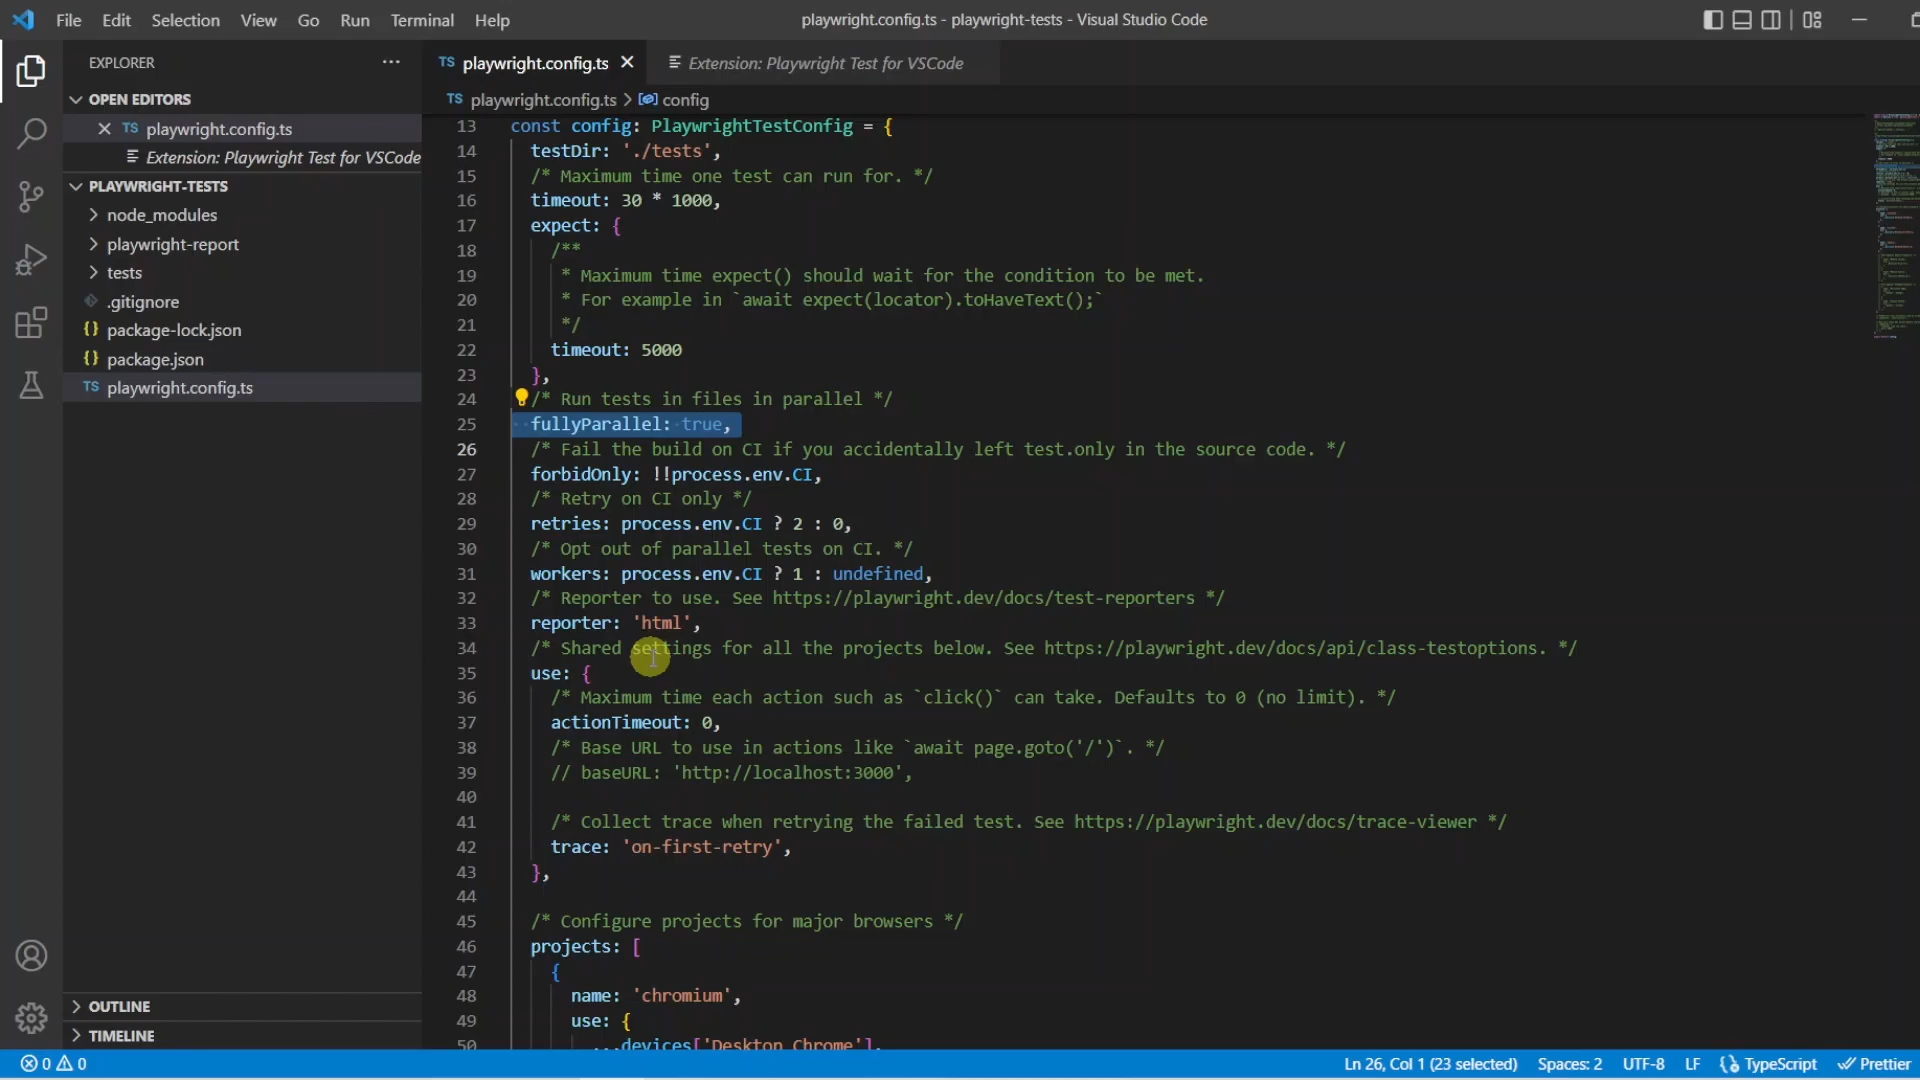 File Edit Selection View Go Run Terminal Help
playwright.config.ts - playwright-tests - Visual Studio Code
EXPLORER
OPEN EDITORS
TS playwright.config.ts
Extension: Playwright Test for VSCode
PLAYWRIGHT-TESTS
node_modules
playwright-report
tests
.gitignore
{} package-lock.json
{} package.json
TS playwright.config.ts
OUTLINE
TIMELINE
TS playwright.config.ts
Extension: Playwright Test for VSCode
TS playwright.config.ts > config
13 const config: PlaywrightTestConfig = {
14 testDir: './tests',
15 /* Maximum time one test can run for. */
16 timeout: 30 * 1000,
17 expect: {
18 /**
19 * Maximum time expect() should wait for the condition to be met.
20 * For example in `await expect(locator).toHaveText();`
21 */
22 timeout: 5000
23 },
24 /* Run tests in files in parallel */
25 fullyParallel: true,
26 /* Fail the build on CI if you accidentally left test.only in the source code. */
27 forbidOnly: !!process.env.CI,
28 /* Retry on CI only */
29 retries: process.env.CI ? 2 : 0,
30 /* Opt out of parallel tests on CI. */
31 workers: process.env.CI ? 1 : undefined,
32 /* Reporter to use. See https://playwright.dev/docs/test-reporters */
33 reporter: 'html',
34 /* Shared settings for all the projects below. See https://playwright.dev/docs/api/class-testoptions. */
35 use: {
36 /* Maximum time each action such as `click()` can take. Defaults to 0 (no limit). */
37 actionTimeout: 0,
38 /* Base URL to use in actions like `await page.goto('/')`. */
39 // baseURL: 'http://localhost:3000',
40
41 /* Collect trace when retrying the failed test. See https://playwright.dev/docs/trace-viewer */
42 trace: 'on-first-retry',
43 },
44
45 /* Configure projects for major browsers */
46 projects: [
47 {
48 name: 'chromium',
49 use: {
50 ...devices['Desktop Chrome'],
0 0
Ln 26, Col 1 (23 selected) Spaces: 2 UTF-8 LF TypeScript Prettier